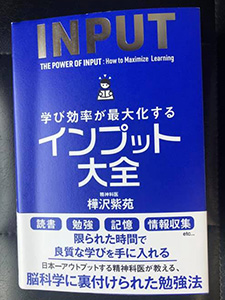 INPUT
THE POWER OF INPUT : How to Maximize Learning
学び効率が最大化する
インプット
大全
精神科医
樺沢紫苑
読書 勉強 記憶 情報収集
etc...
限られた時間で
良質な学びを手に入れる
日本一アウトプットする精神科医が教える、
脳科学に裏付けられた勉強法